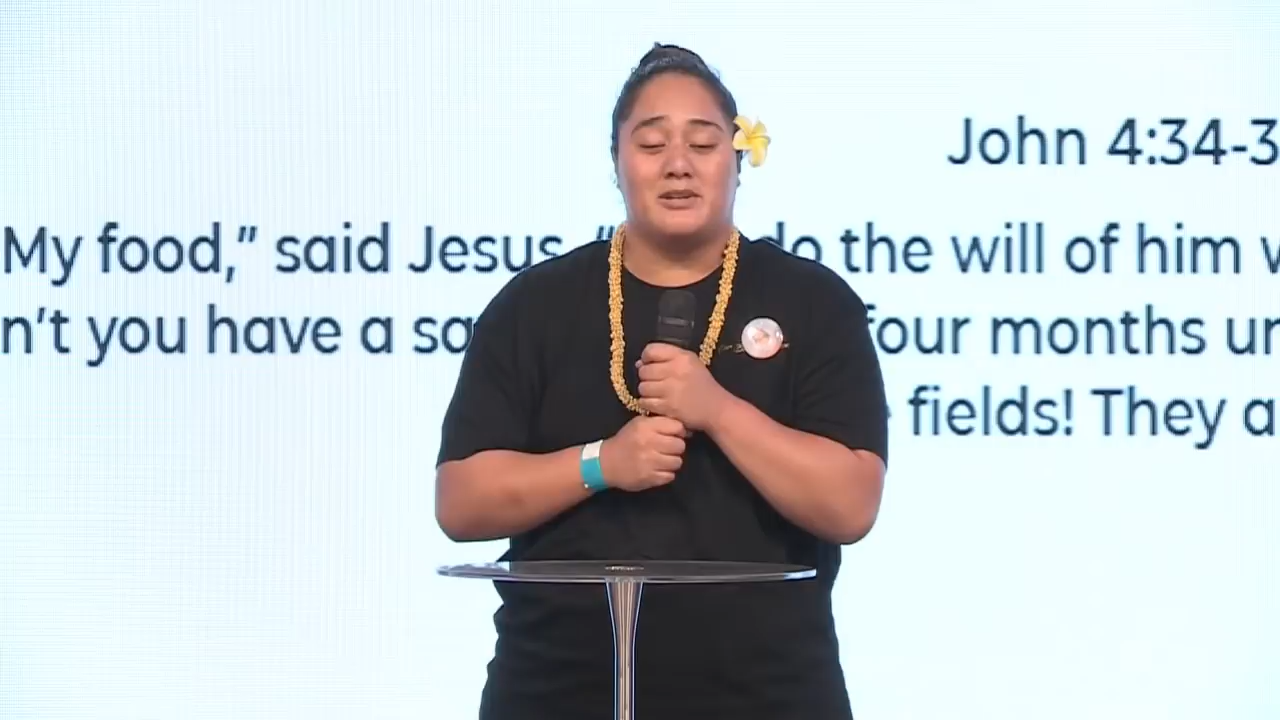 John 4:34-3
My food,” said Jesus, “ do the will of him w
n’t you have a sa four months un
fields! They a